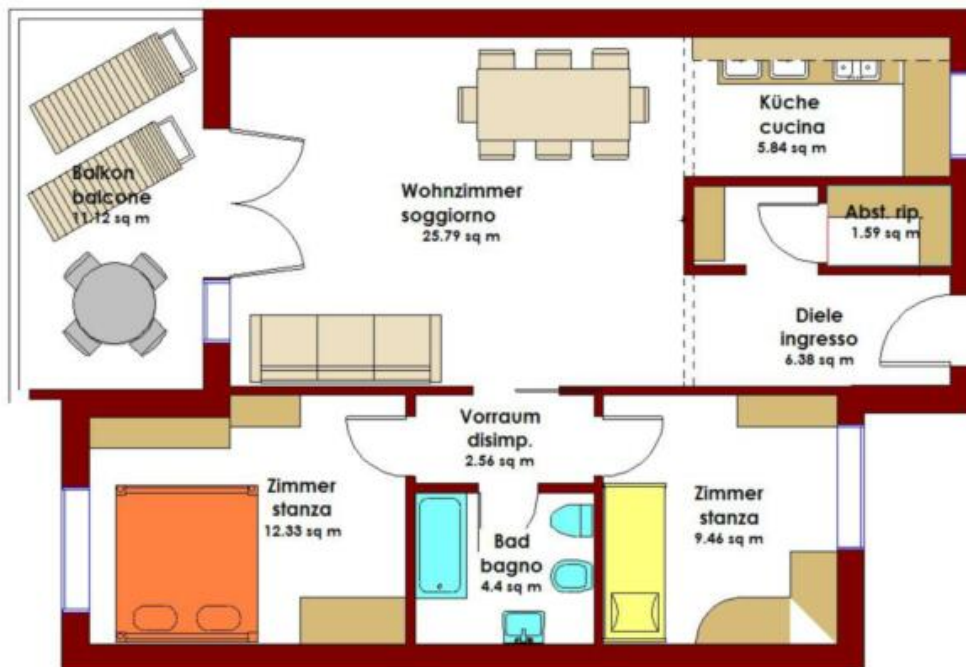 Küche
cucina
5.84 sq m
Balkon
balcone
11.12 sq m
Wohnzimmer
soggiorno
25.79 sq m
Abst. rip.
1.59 sq m
Diele
ingresso
6.38 sq m
Vorraum
disimp.
2.56 sq m
Zimmer
stanza
12.33 sq m
Bad
bagno
4.4 sq m
Zimmer
stanza
9.46 sq m